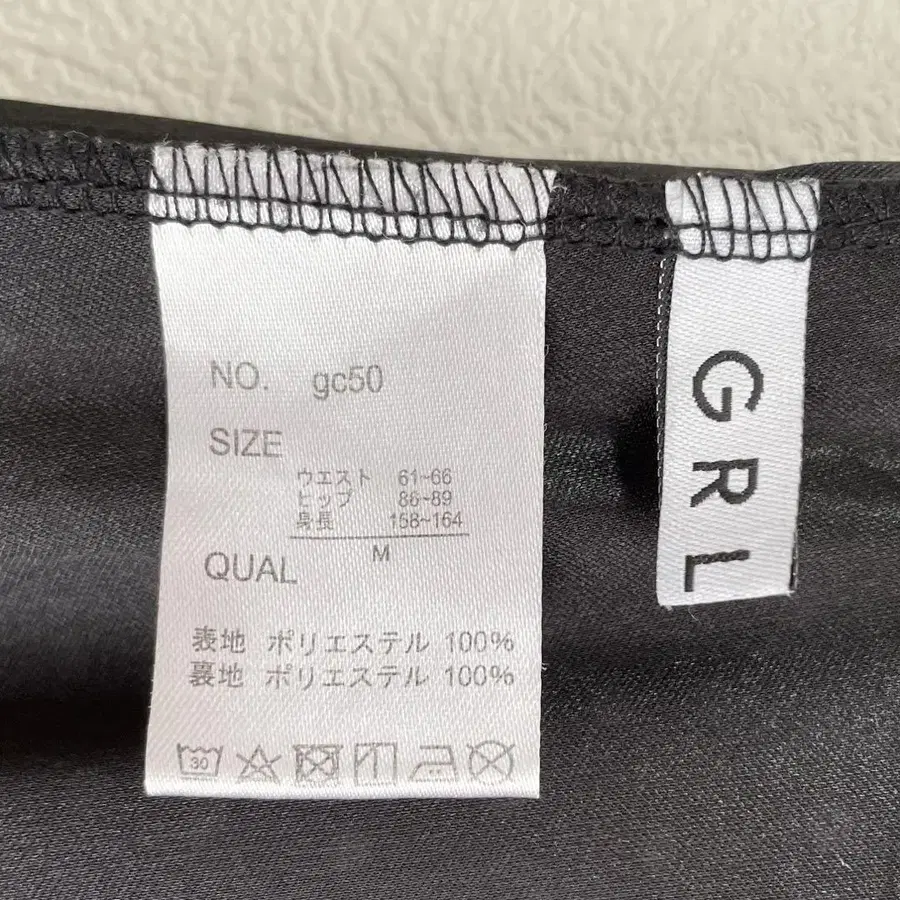 NO. gc50
SIZE
ウエスト 61~66
ヒップ 86~89
身長 158~164
M
QUAL
表地 ポリエステル 100%
裏地 ポリエステル 100%
30
GRL